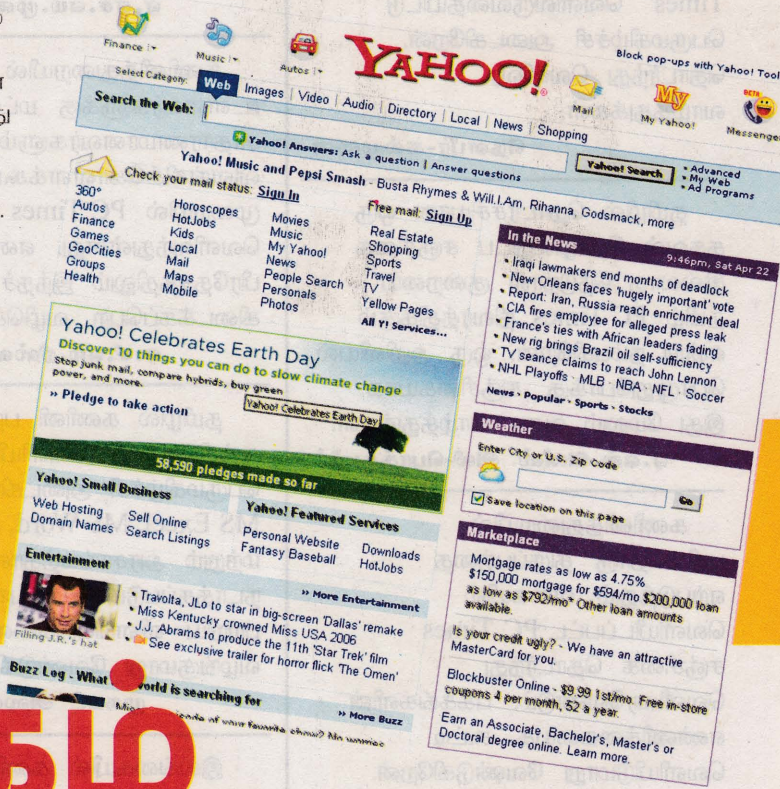 Finance
Music
Autos
YAHOO!
Block pop-ups with Yahoo! Tool
Mail
My
My Yahoo!
BETA
Messenger
Select Category:
Web
Images | Video | Audio | Directory | Local | News | Shopping
Search the Web:
Yahoo! Search
• Advanced
• My Web
• Ad Programs
Yahoo! Answers: Ask a question | Answer questions
Yahoo! Music and Pepsi Smash - Busta Rhymes & Will.I.Am, Rihanna, Godsmack, more
Check your mail status: Sign In
Free mail: Sign Up
360°
Autos
Finance
Games
GeoCities
Groups
Health
Horoscopes
HotJobs
Kids
Local
Mail
Maps
Mobile
Movies
Music
My Yahoo!
News
People Search
Personals
Photos
Real Estate
Shopping
Sports
Travel
TV
Yellow Pages
All Y! Services...
Yahoo! Celebrates Earth Day
Discover 10 things you can do to slow climate change
Stop junk mail, compare hybrids, buy green
power, and more.
» Pledge to take action
Yahoo! Celebrates Earth Day
58,590 pledges made so far
Yahoo! Small Business
Web Hosting
Sell Online
Domain Names
Search Listings
Yahoo! Featured Services
Personal Website
Downloads
Fantasy Baseball
HotJobs
Entertainment
» More Entertainment
Filling J.R.'s hat
• Travolta, JLo to star in big-screen 'Dallas' remake
• Miss Kentucky crowned Miss USA 2006
• J.J. Abrams to produce the 11th 'Star Trek' film
See exclusive trailer for horror flick 'The Omen'
Buzz Log - What world is searching for
» More Buzz
of your favorite show? No worries
In the News
9:46pm, Sat Apr 22
• Iraqi lawmakers end months of deadlock
• New Orleans faces 'hugely important' vote
• Report: Iran, Russia reach enrichment deal
• CIA fires employee for alleged press leak
• France's ties with African leaders fading
• New rig brings Brazil oil self-sufficiency
• TV seance claims to reach John Lennon
• NHL Playoffs · MLB · NBA · NFL · Soccer
News · Popular · Sports · Stocks
Weather
Enter City or U.S. Zip Code
Go
Save location on this page
Marketplace
Mortgage rates as low as 4.75%
$150,000 mortgage for $594/mo $200,000 loan
as low as $792/mo* Other loan amounts
available.
Is your credit ugly? - We have an attractive
MasterCard for you.
Blockbuster Online - $9.99 1st/mo. Free in-store
coupons 4 per month, 52 a year.
Earn an Associate, Bachelor's, Master's or
Doctoral degree online. Learn more.